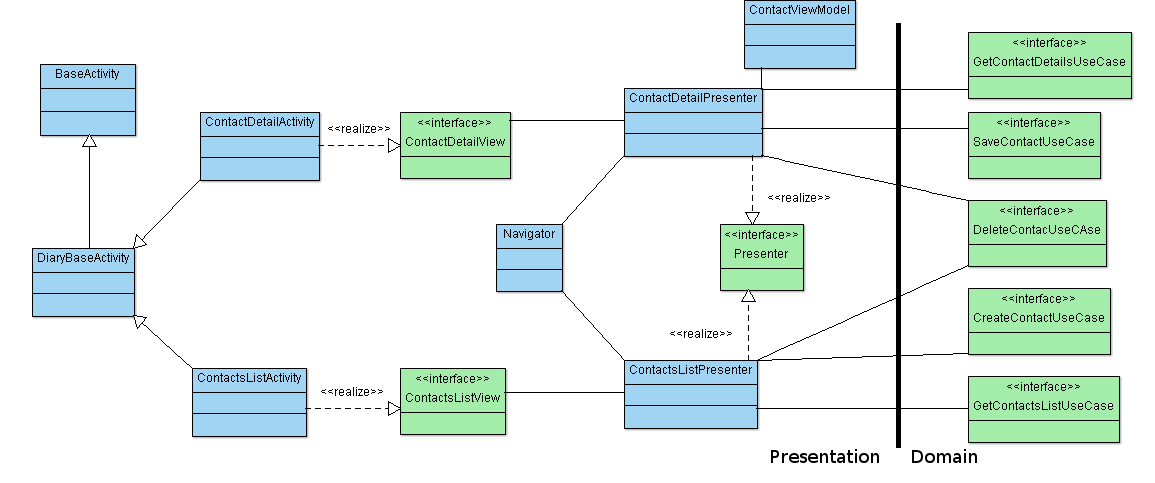 ContactViewModel
<<interface>>
GetContactDetailsUseCase
BaseActivity
ContactDetailPresenter
ContactDetailActivity
<<realize>>
<<interface>>
ContactDetailView
<<interface>>
SaveContactUseCase
<<realize>>
<<interface>>
DeleteContacUseCAse
Navigator
<<interface>>
Presenter
DiaryBaseActivity
<<interface>>
CreateContactUseCase
<<realize>>
ContactsListActivity
<<realize>>
<<interface>>
ContactsListView
ContactsListPresenter
<<interface>>
GetContactsListUseCase
Presentation
Domain